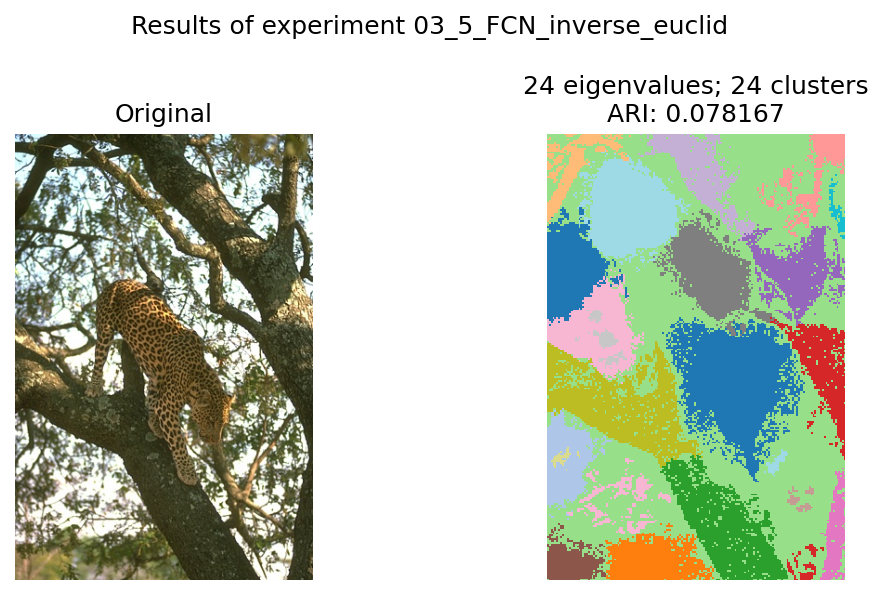 Results of experiment 03_5_FCN_inverse_euclid
Original
24 eigenvalues; 24 clusters
ARI: 0.078167